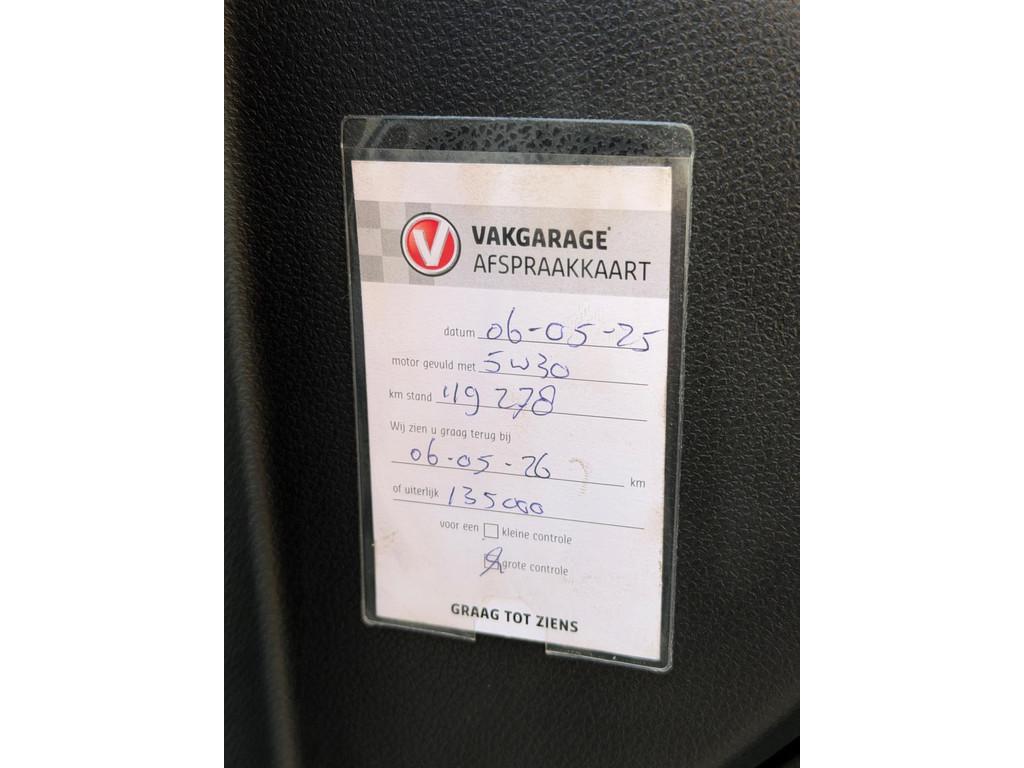 V VAKGARAGE
AFSPRAAKKAART
datum 06-05-25
motor gevuld met 5w30
km stand 119 278
Wij zien u graag terug bij
06-05-26 km
of uiterlijk 135000
voor een kleine controle
grote controle
GRAAG TOT ZIENS